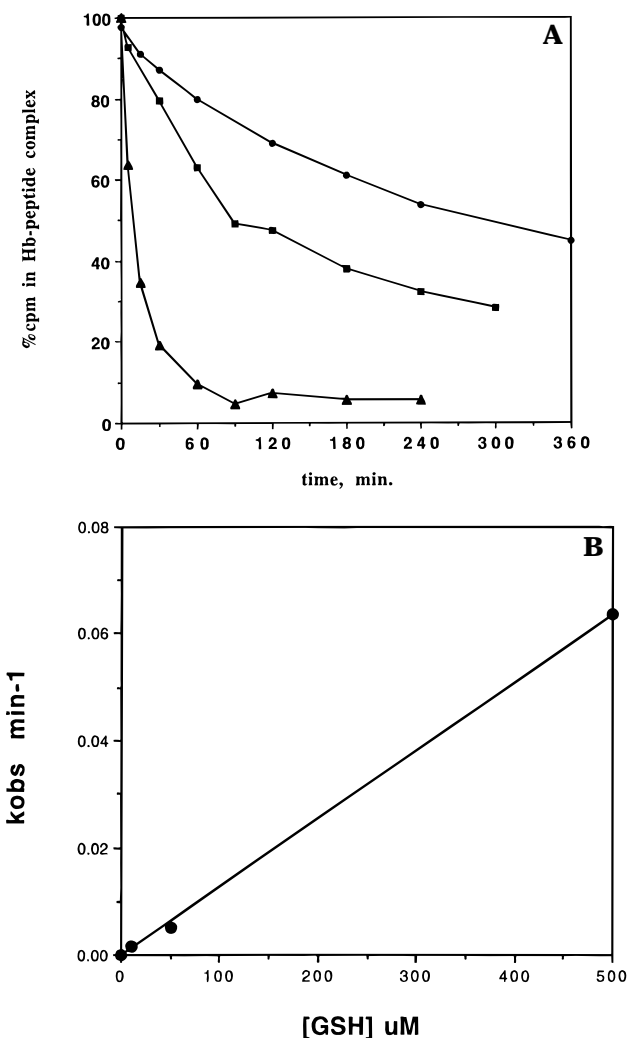 A
100
80
60
40
20
0
%cpm in Hb-peptide complex
0 60 120 180 240 300 360
time, min.
B
0.08
0.06
0.04
0.02
0.00
kobs min-1
0 100 200 300 400 500
[GSH] uM